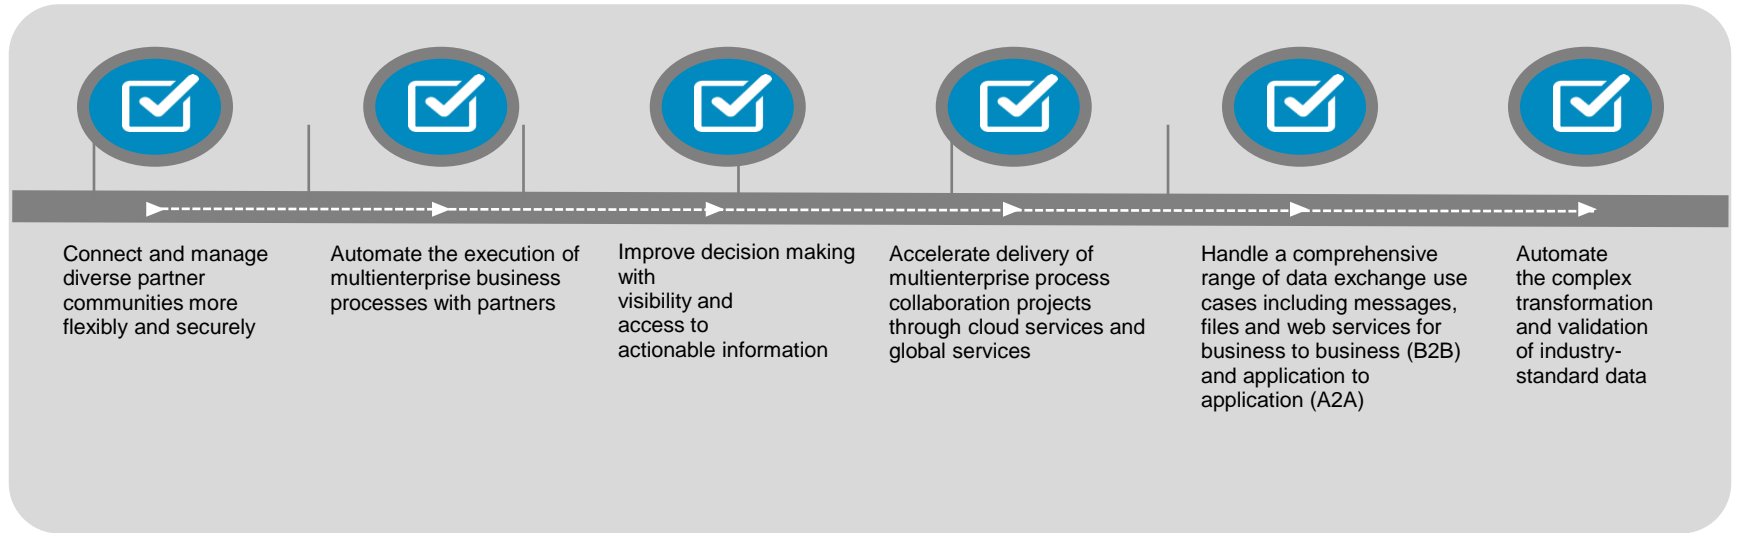 Connect and manage
diverse partner
communities more
flexibly and securely
Automate the execution of
multienterprise business
processes with partners
Improve decision making
with
visibility and
access to
actionable information
Accelerate delivery of
multienterprise process
collaboration projects
through cloud services and
global services
Handle a comprehensive
range of data exchange use
cases including messages,
files and web services for
business to business (B2B)
and application to
application (A2A)
Automate
the complex
transformation
and validation
of industry-
standard data